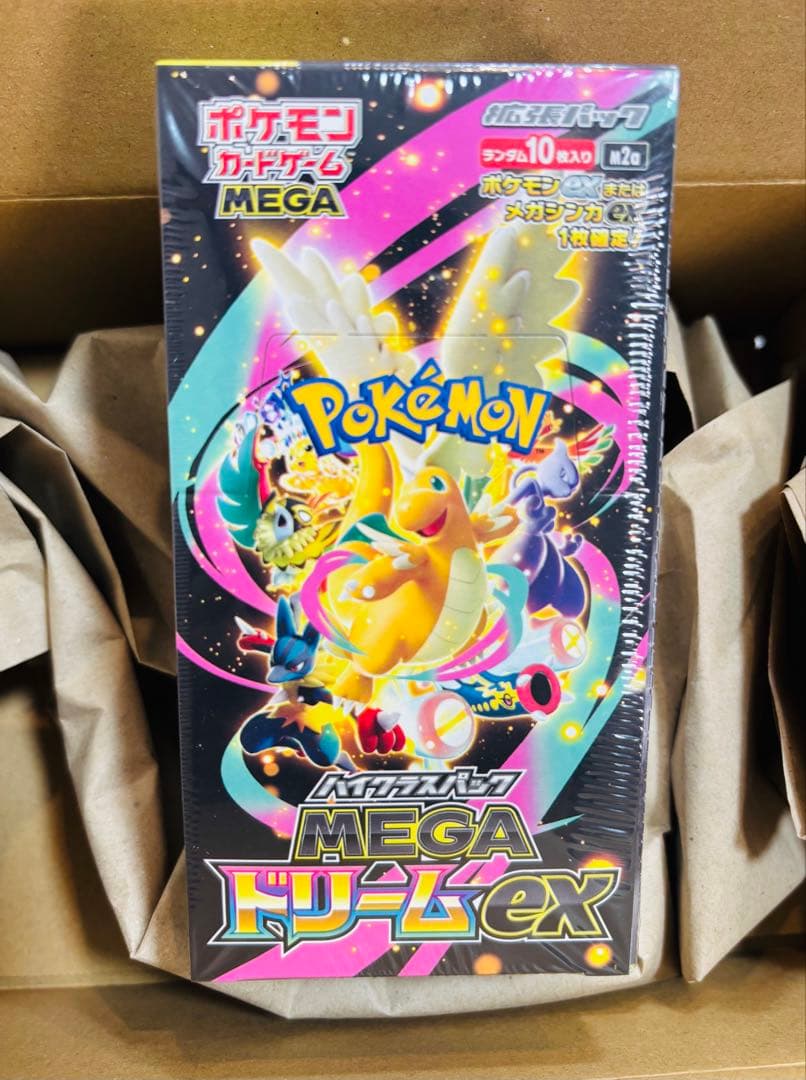 ポケモン
カードゲーム
MEGA
拡張パック
ランダム10枚入り
M2a
ポケモンexまたは
メガシンカex
1枚確定!
POKéMON
TM
ハイクラスパック
MEGA
ドリームex